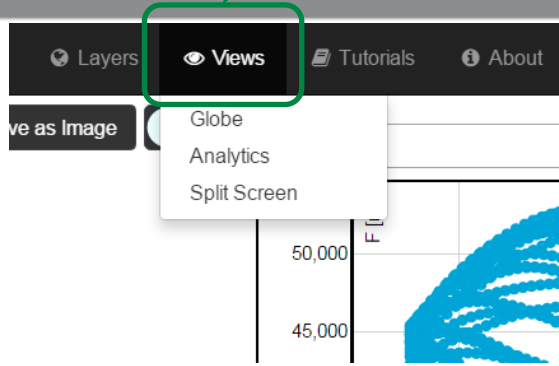 Layers Views Tutorials About
ve as Image
Globe
Analytics
Split Screen
50,000
45,000